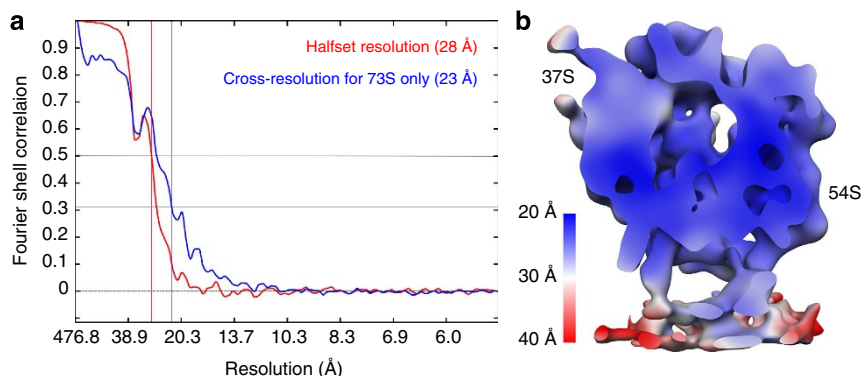 a
Halfset resolution (28 Å)
Cross-resolution for 73S only (23 Å)
Fourier shell correlaion
0.9
0.8
0.7
0.6
0.5
0.4
0.3
0.2
0.1
0
476.8 38.9 20.3 13.7 10.3 8.3 6.9 6.0
Resolution (Å)
b
37S
54S
20 Å
30 Å
40 Å